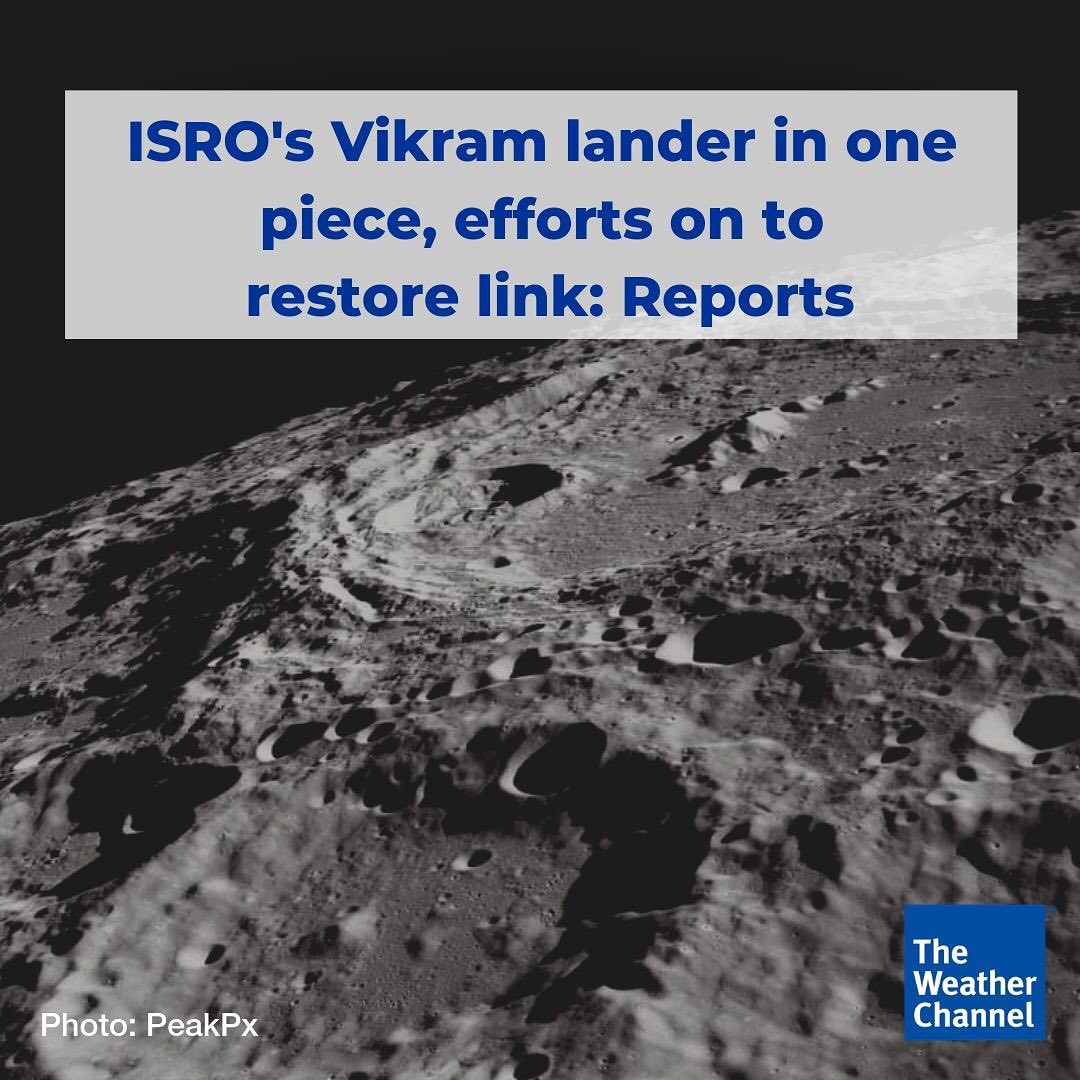 ISRO's Vikram lander in one
piece, efforts on to
restore link: Reports
Photo: PeakPx
The
Weather
Channel